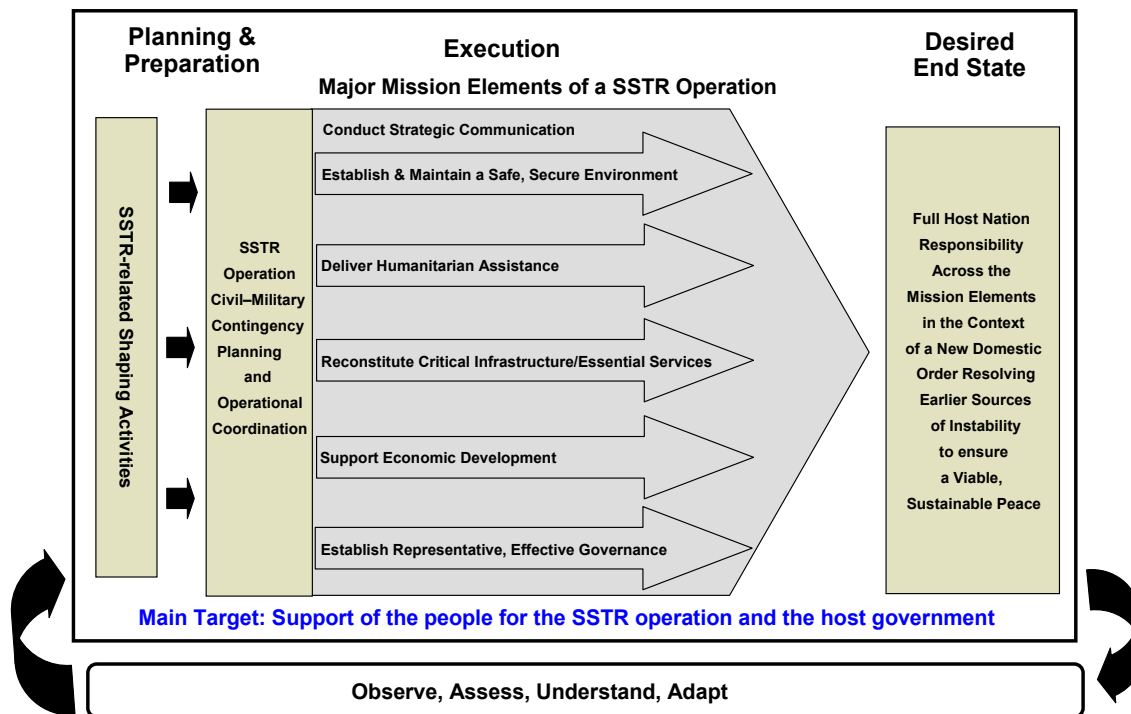 Planning &
Preparation
Execution
Desired
End State
Major Mission Elements of a SSTR Operation
SSTR-related Shaping Activities
SSTR
Operation
Civil–Military
Contingency
Planning
and
Operational
Coordination
Conduct Strategic Communication
Establish & Maintain a Safe, Secure Environment
Deliver Humanitarian Assistance
Reconstitute Critical Infrastructure/Essential Services
Support Economic Development
Establish Representative, Effective Governance
Full Host Nation
Responsibility
Across the
Mission Elements
in the Context
of a New Domestic
Order Resolving
Earlier Sources
of Instability
to ensure
a Viable,
Sustainable Peace
Main Target: Support of the people for the SSTR operation and the host government
Observe, Assess, Understand, Adapt